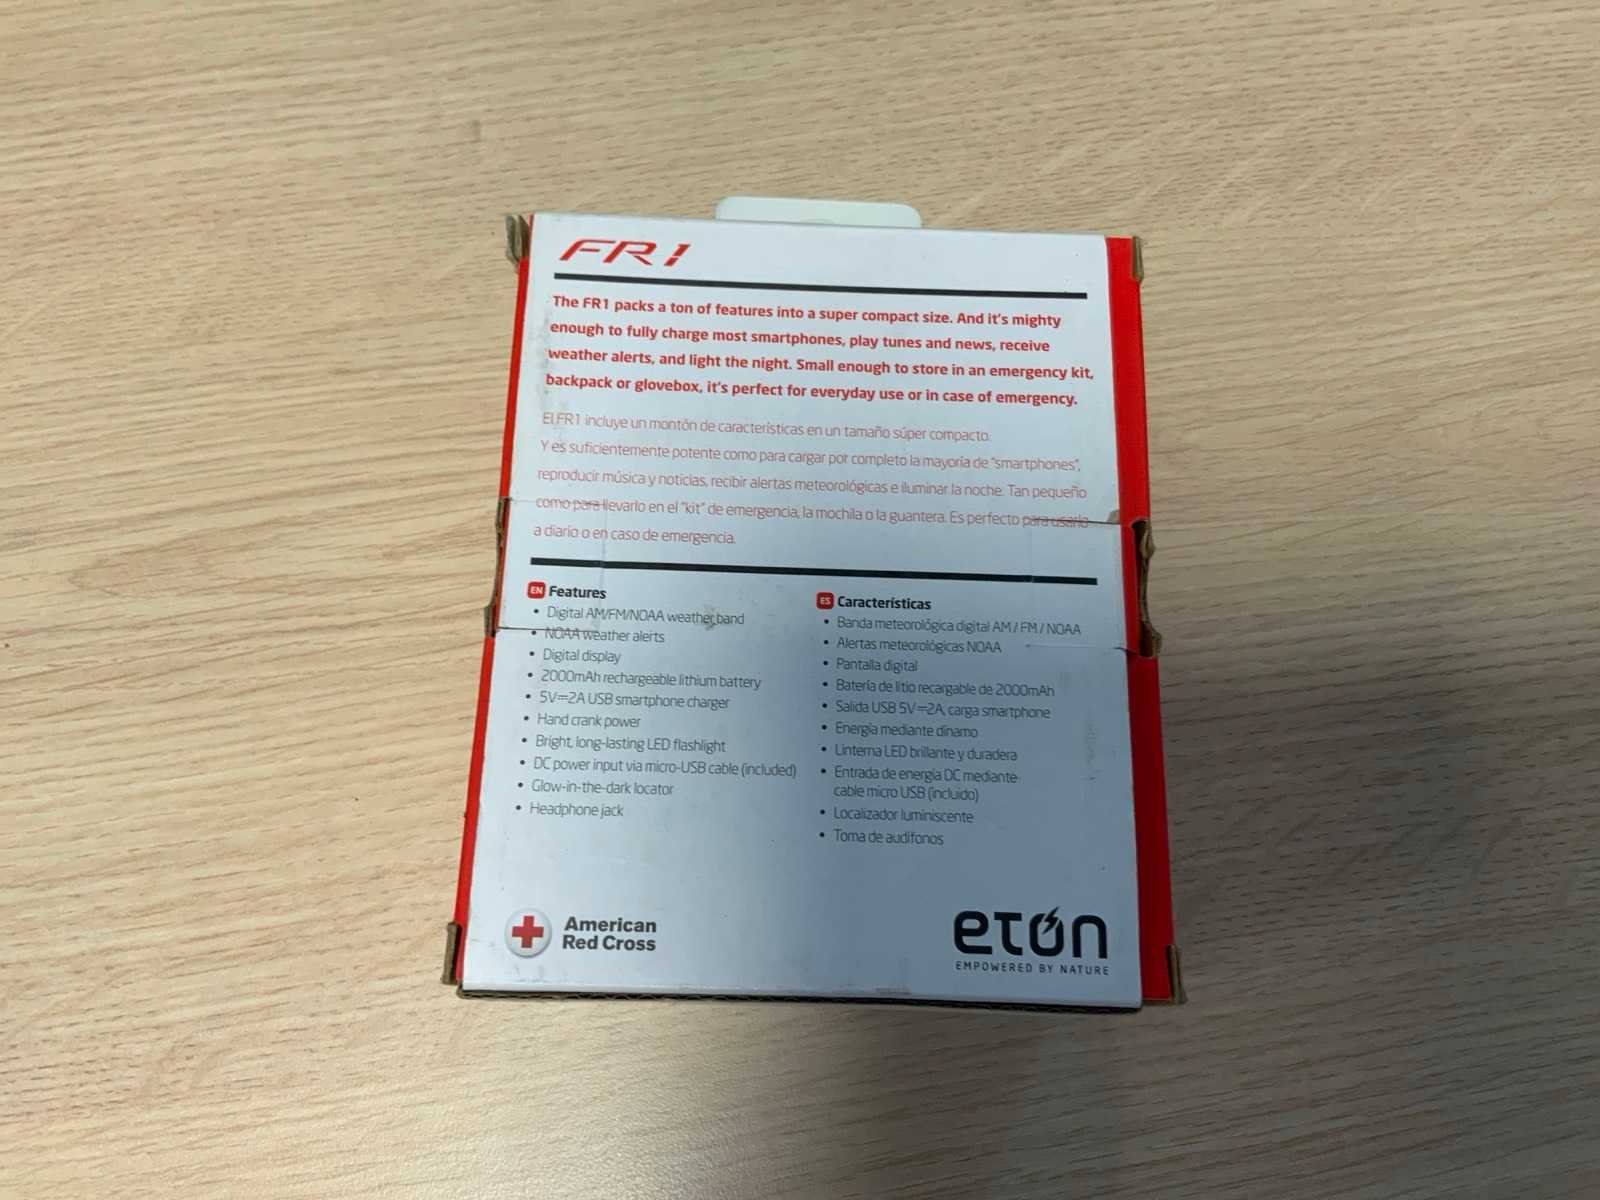 FR1
The FR1 packs a ton of features into a super compact size. And it's mighty
enough to fully charge most smartphones, play tunes and news, receive
weather alerts, and light the night. Small enough to store in an emergency kit,
backpack or glovebox, it's perfect for everyday use or in case of emergency.
El FR1 incluye un montón de características en un tamaño súper compacto.
Y es suficientemente potente como para cargar por completo la mayoría de "smartphones",
reproducir música y noticias, recibir alertas meteorológicas e iluminar la noche. Tan pequeño
como para llevarlo en el "kit" de emergencia, la mochila o la guantera. Es perfecto para usarlo
a diario o en caso de emergencia.
EN Features
• Digital AM/FM/NOAA weather band
• NOAA weather alerts
• Digital display
• 2000mAh rechargeable lithium battery
• 5V⎓2A USB smartphone charger
• Hand crank power
• Bright, long-lasting LED flashlight
• DC power input via micro-USB cable (included)
• Glow-in-the-dark locator
• Headphone jack
ES Características
• Banda meteorológica digital AM / FM / NOAA
• Alertas meteorológicas NOAA
• Pantalla digital
• Batería de litio recargable de 2000mAh
• Salida USB 5V⎓2A, carga smartphone
• Energía mediante dínamo
• Linterna LED brillante y duradera
• Entrada de energía DC mediante
cable micro USB (incluido)
• Localizador luminiscente
• Toma de audífonos
American
Red Cross
etón
EMPOWERED BY NATURE